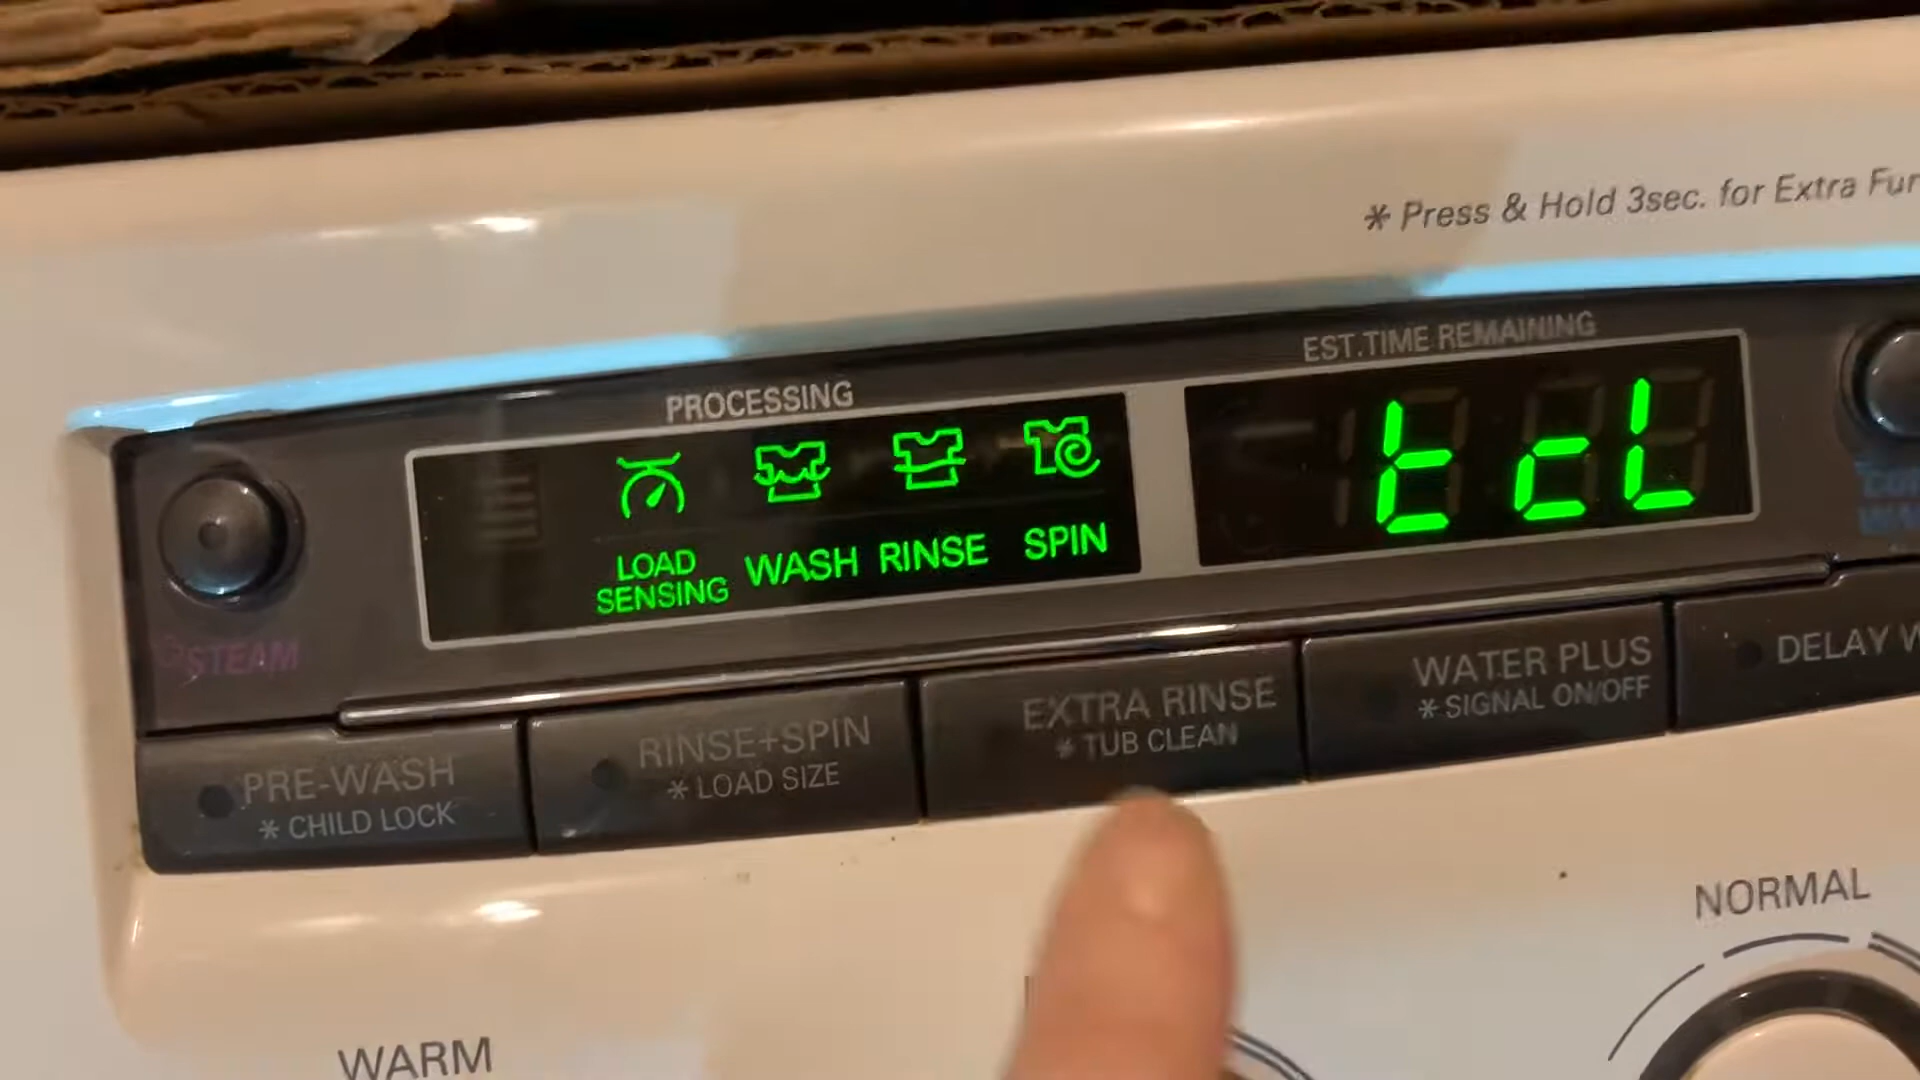 * Press & Hold 3sec. for Extra Fun
EST.TIME REMAINING
PROCESSING
tcL
LOAD SENSING
WASH
RINSE
SPIN
STEAM
PRE-WASH
* CHILD LOCK
RINSE+SPIN
* LOAD SIZE
EXTRA RINSE
* TUB CLEAN
WATER PLUS
* SIGNAL ON/OFF
DELAY W
NORMAL
WARM